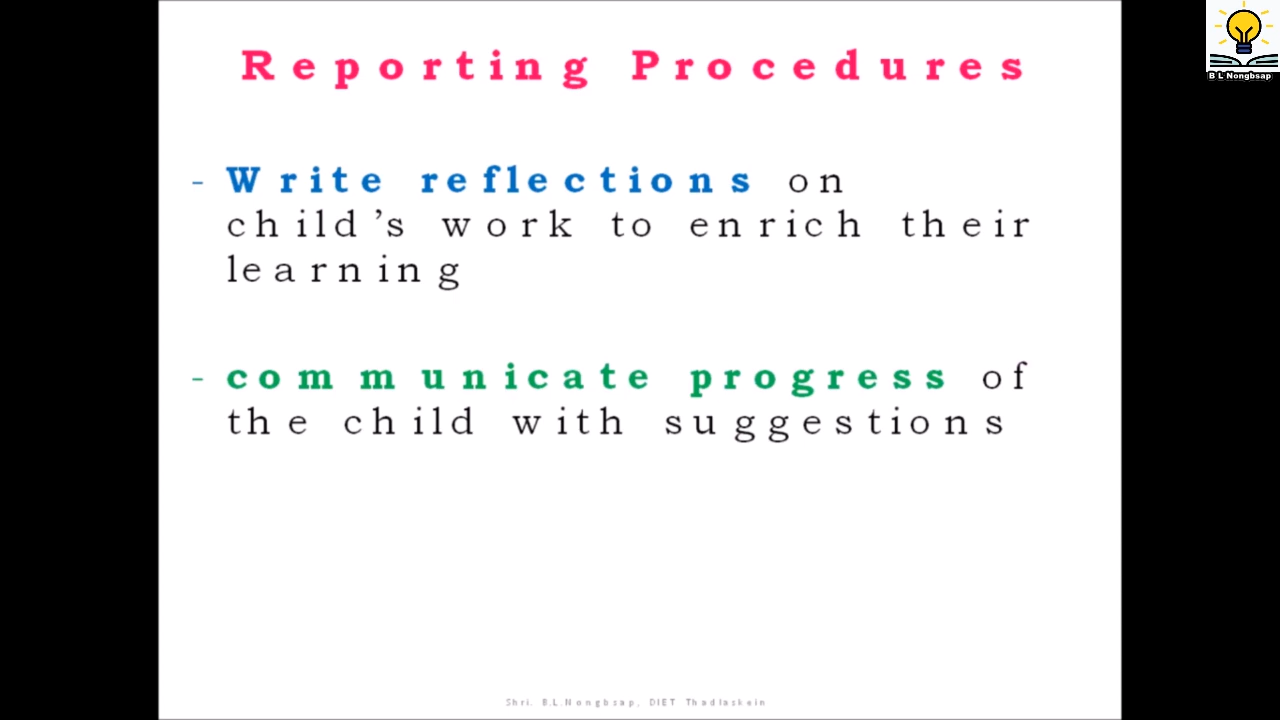 Reporting Procedures
B L Nongbsap
- Write reflections on
child’s work to enrich their
learning
- communicate progress of
the child with suggestions
Shri. B.L.Nongbsap, DIET Thadlaskein